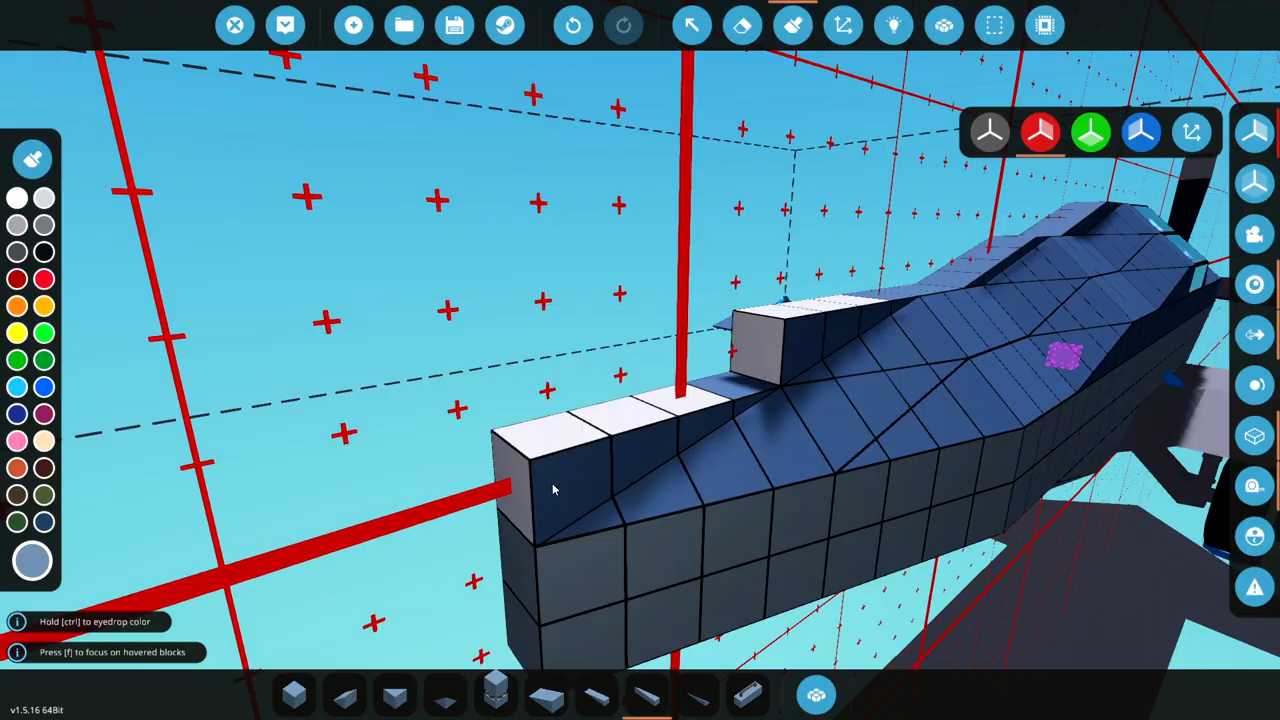 Hold [ctrl] to eyedrop color
Press [f] to focus on hovered blocks
v1.5.16 64Bit